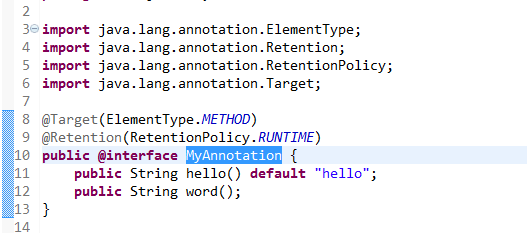 2
3 import java.lang.annotation.ElementType;
4 import java.lang.annotation.Retention;
5 import java.lang.annotation.RetentionPolicy;
6 import java.lang.annotation.Target;
7
8 @Target(ElementType.METHOD)
9 @Retention(RetentionPolicy.RUNTIME)
10 public @interface MyAnnotation {
11     public String hello() default "hello";
12     public String word();
13 }
14